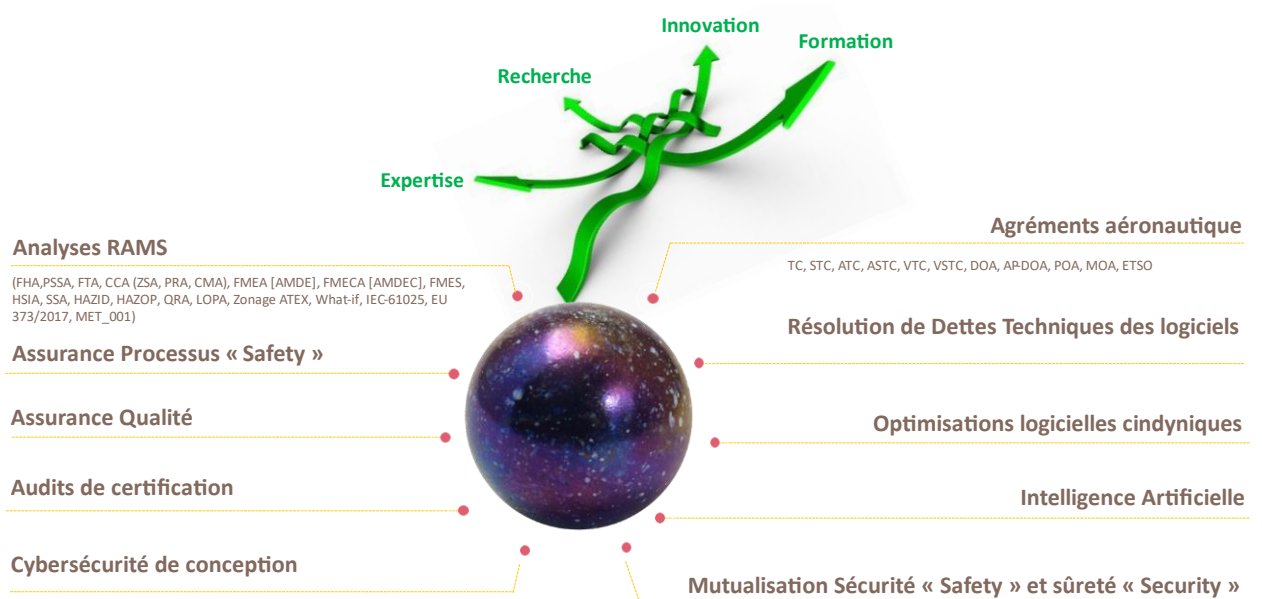 Innovation
Formation
Recherche
Expertise
Analyses RAMS
(FHA,PSSA, FTA, CCA (ZSA, PRA, CMA), FMEA [AMDE], FMECA [AMDEC], FMES,
HSIA, SSA, HAZID, HAZOP, QRA, LOPA, Zonage ATEX, What-if, IEC-61025, EU
373/2017, MET_001)
Assurance Processus « Safety »
Assurance Qualité
Audits de certification
Cybersécurité de conception
Agréments aéronautique
TC, STC, ATC, ASTC, VTC, VSTC, DOA, AP-DOA, POA, MOA, ETSO
Résolution de Dettes Techniques des logiciels
Optimisations logicielles cindyniques
Intelligence Artificielle
Mutualisation Sécurité « Safety » et sûreté « Security »